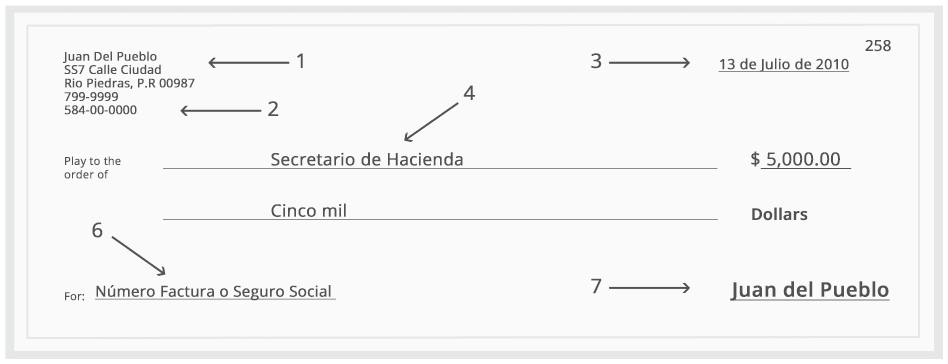 258
Juan Del Pueblo
SS7 Calle Ciudad
Rio Piedras, P.R 00987
799-9999
584-00-0000
1
2
3
13 de Julio de 2010
4
Play to the
order of
Secretario de Hacienda
$ 5,000.00
Cinco mil
Dollars
6
For: Número Factura o Seguro Social
7
Juan del Pueblo